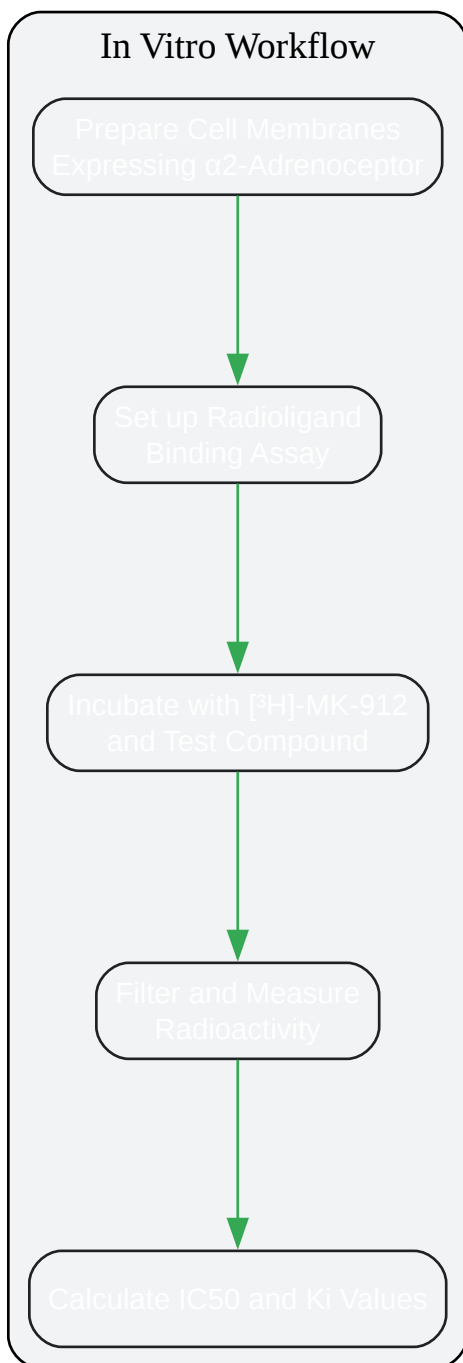 In Vitro Workflow
Prepare Cell Membranes
Expressing α2-Adrenoceptor
Set up Radioligand
Binding Assay
Incubate with [³H]-MK-912
and Test Compound
Filter and Measure
Radioactivity
Calculate IC50 and Ki Values